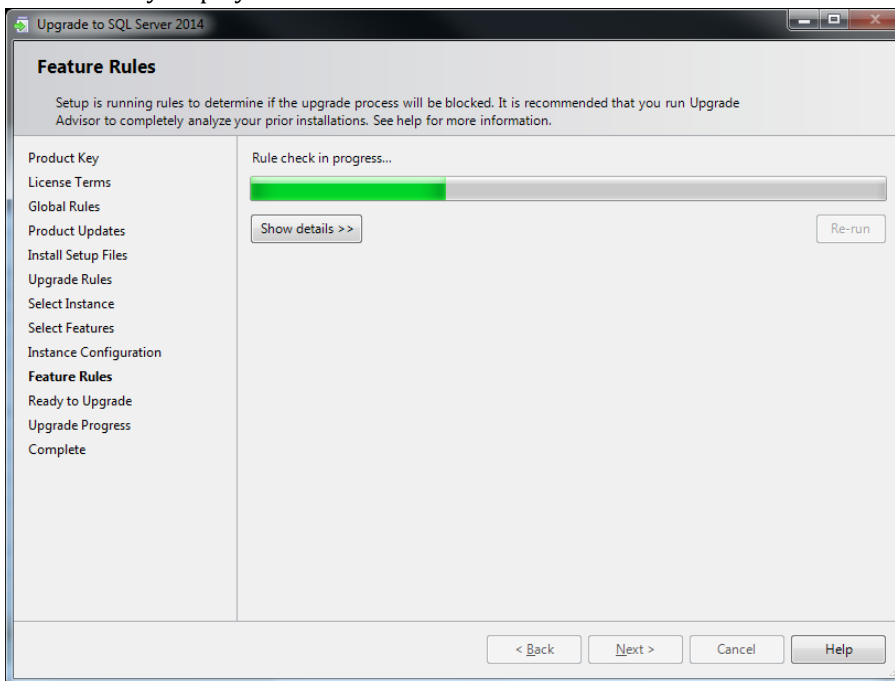 Upgrade to SQL Server 2014
Feature Rules
Setup is running rules to determine if the upgrade process will be blocked. It is recommended that you run Upgrade
Advisor to completely analyze your prior installations. See help for more information.
Product Key
License Terms
Global Rules
Product Updates
Install Setup Files
Upgrade Rules
Select Instance
Select Features
Instance Configuration
Feature Rules
Ready to Upgrade
Upgrade Progress
Complete
Rule check in progress...
Show details >>
Re-run
< Back
Next >
Cancel
Help